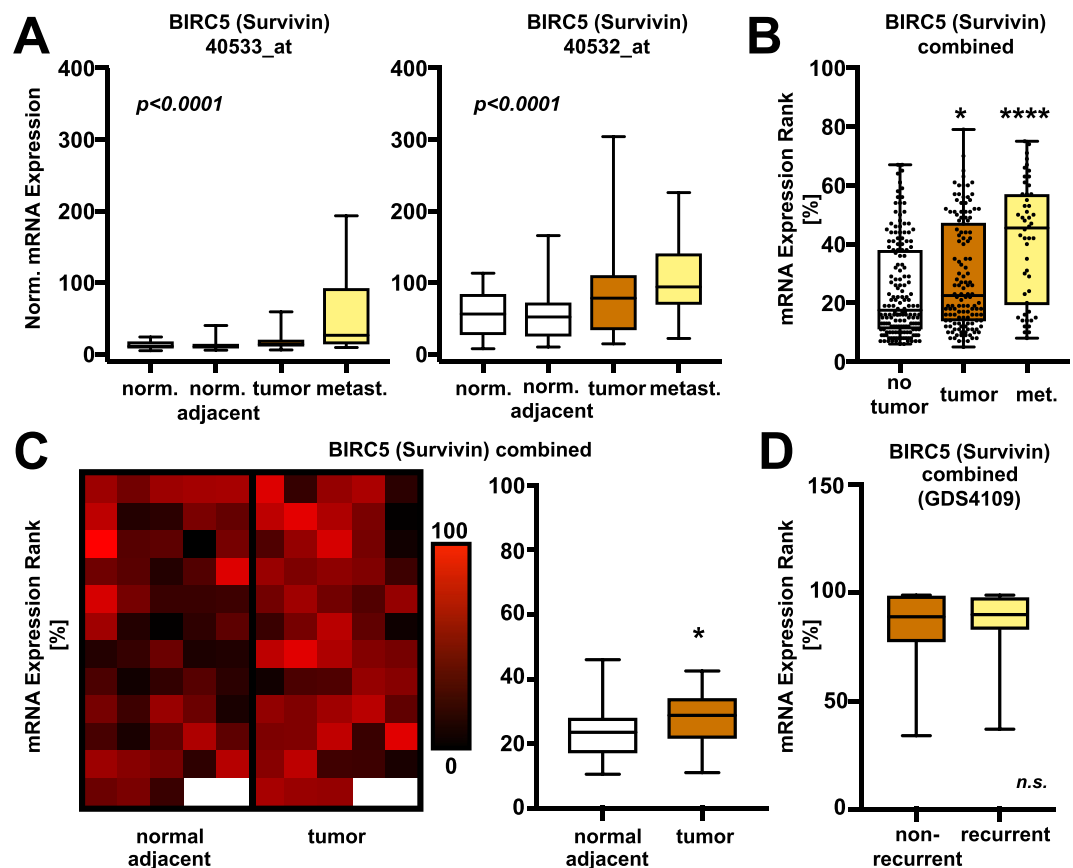 A
BIRC5 (Survivin)
40533_at
Norm. mRNA Expression
400
300
200
100
0
p<0.0001
norm.
norm.
adjacent
tumor
metast.
BIRC5 (Survivin)
40532_at
400
300
200
100
0
p<0.0001
norm.
norm.
adjacent
tumor
metast.
B
BIRC5 (Survivin)
combined
mRNA Expression Rank
[%]
100
80
60
40
20
0
*
****
no
tumor
tumor
met.
C
BIRC5 (Survivin) combined
mRNA Expression Rank
[%]
normal
adjacent
tumor
100
0
100
80
60
40
20
0
*
normal
adjacent
tumor
D
BIRC5 (Survivin)
combined
(GDS4109)
mRNA Expression Rank
[%]
150
100
50
0
n.s.
non-
recurrent
recurrent